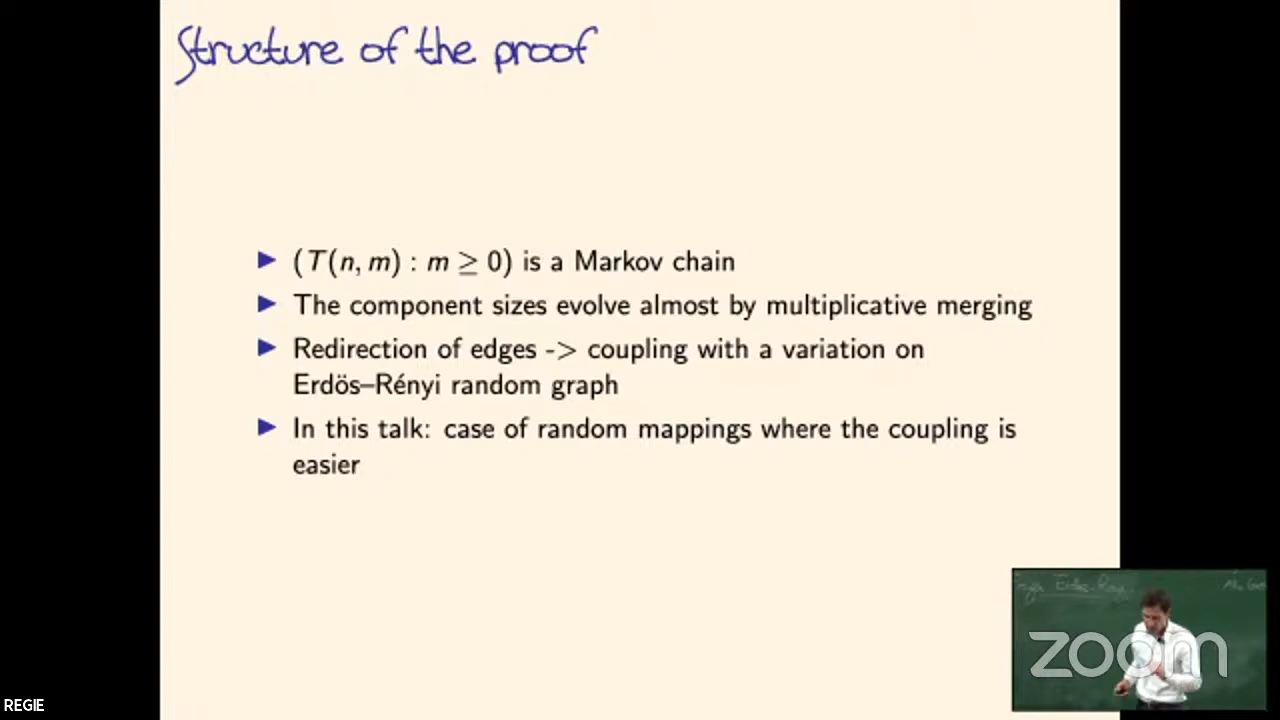 Structure of the proof
▶ (T(n, m) : m ≥ 0) is a Markov chain
▶ The component sizes evolve almost by multiplicative merging
▶ Redirection of edges -> coupling with a variation on
Erdös–Rényi random graph
▶ In this talk: case of random mappings where the coupling is
easier
zoom
REGIE